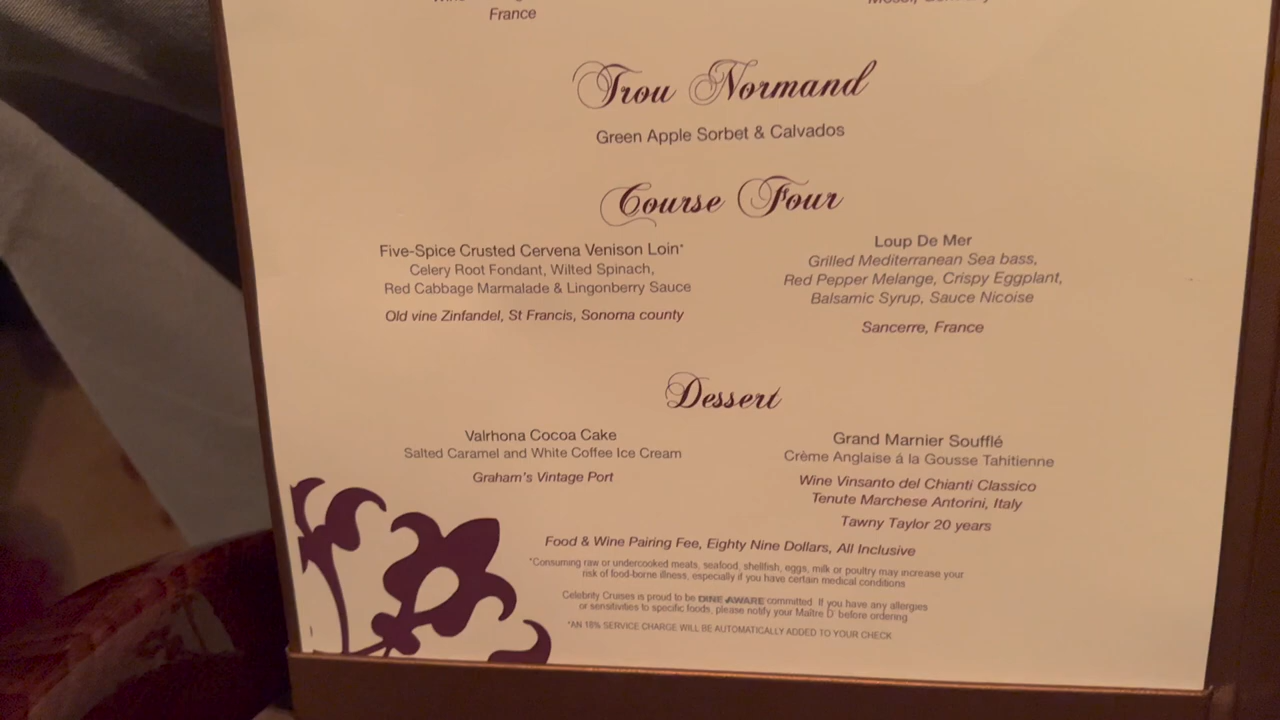 France
Trou Normand
Green Apple Sorbet & Calvados
Course Four
Five-Spice Crusted Cervena Venison Loin*
Celery Root Fondant, Wilted Spinach,
Red Cabbage Marmalade & Lingonberry Sauce
Old vine Zinfandel, St Francis, Sonoma county
Loup De Mer
Grilled Mediterranean Sea bass,
Red Pepper Melange, Crispy Eggplant,
Balsamic Syrup, Sauce Nicoise
Sancerre, France
Dessert
Valrhona Cocoa Cake
Salted Caramel and White Coffee Ice Cream
Graham's Vintage Port
Grand Marnier Soufflé
Crème Anglaise á la Gousse Tahitienne
Wine Vinsanto del Chianti Classico
Tenute Marchese Antorini, Italy
Tawny Taylor 20 years
Food & Wine Pairing Fee, Eighty Nine Dollars, All Inclusive
*Consuming raw or undercooked meats, seafood, shellfish, eggs, milk or poultry may increase your
risk of food-borne illness, especially if you have certain medical conditions
Celebrity Cruises is proud to be DINE AWARE committed. If you have any allergies
or sensitivities to specific foods, please notify your Maître D' before ordering
*AN 18% SERVICE CHARGE WILL BE AUTOMATICALLY ADDED TO YOUR CHECK